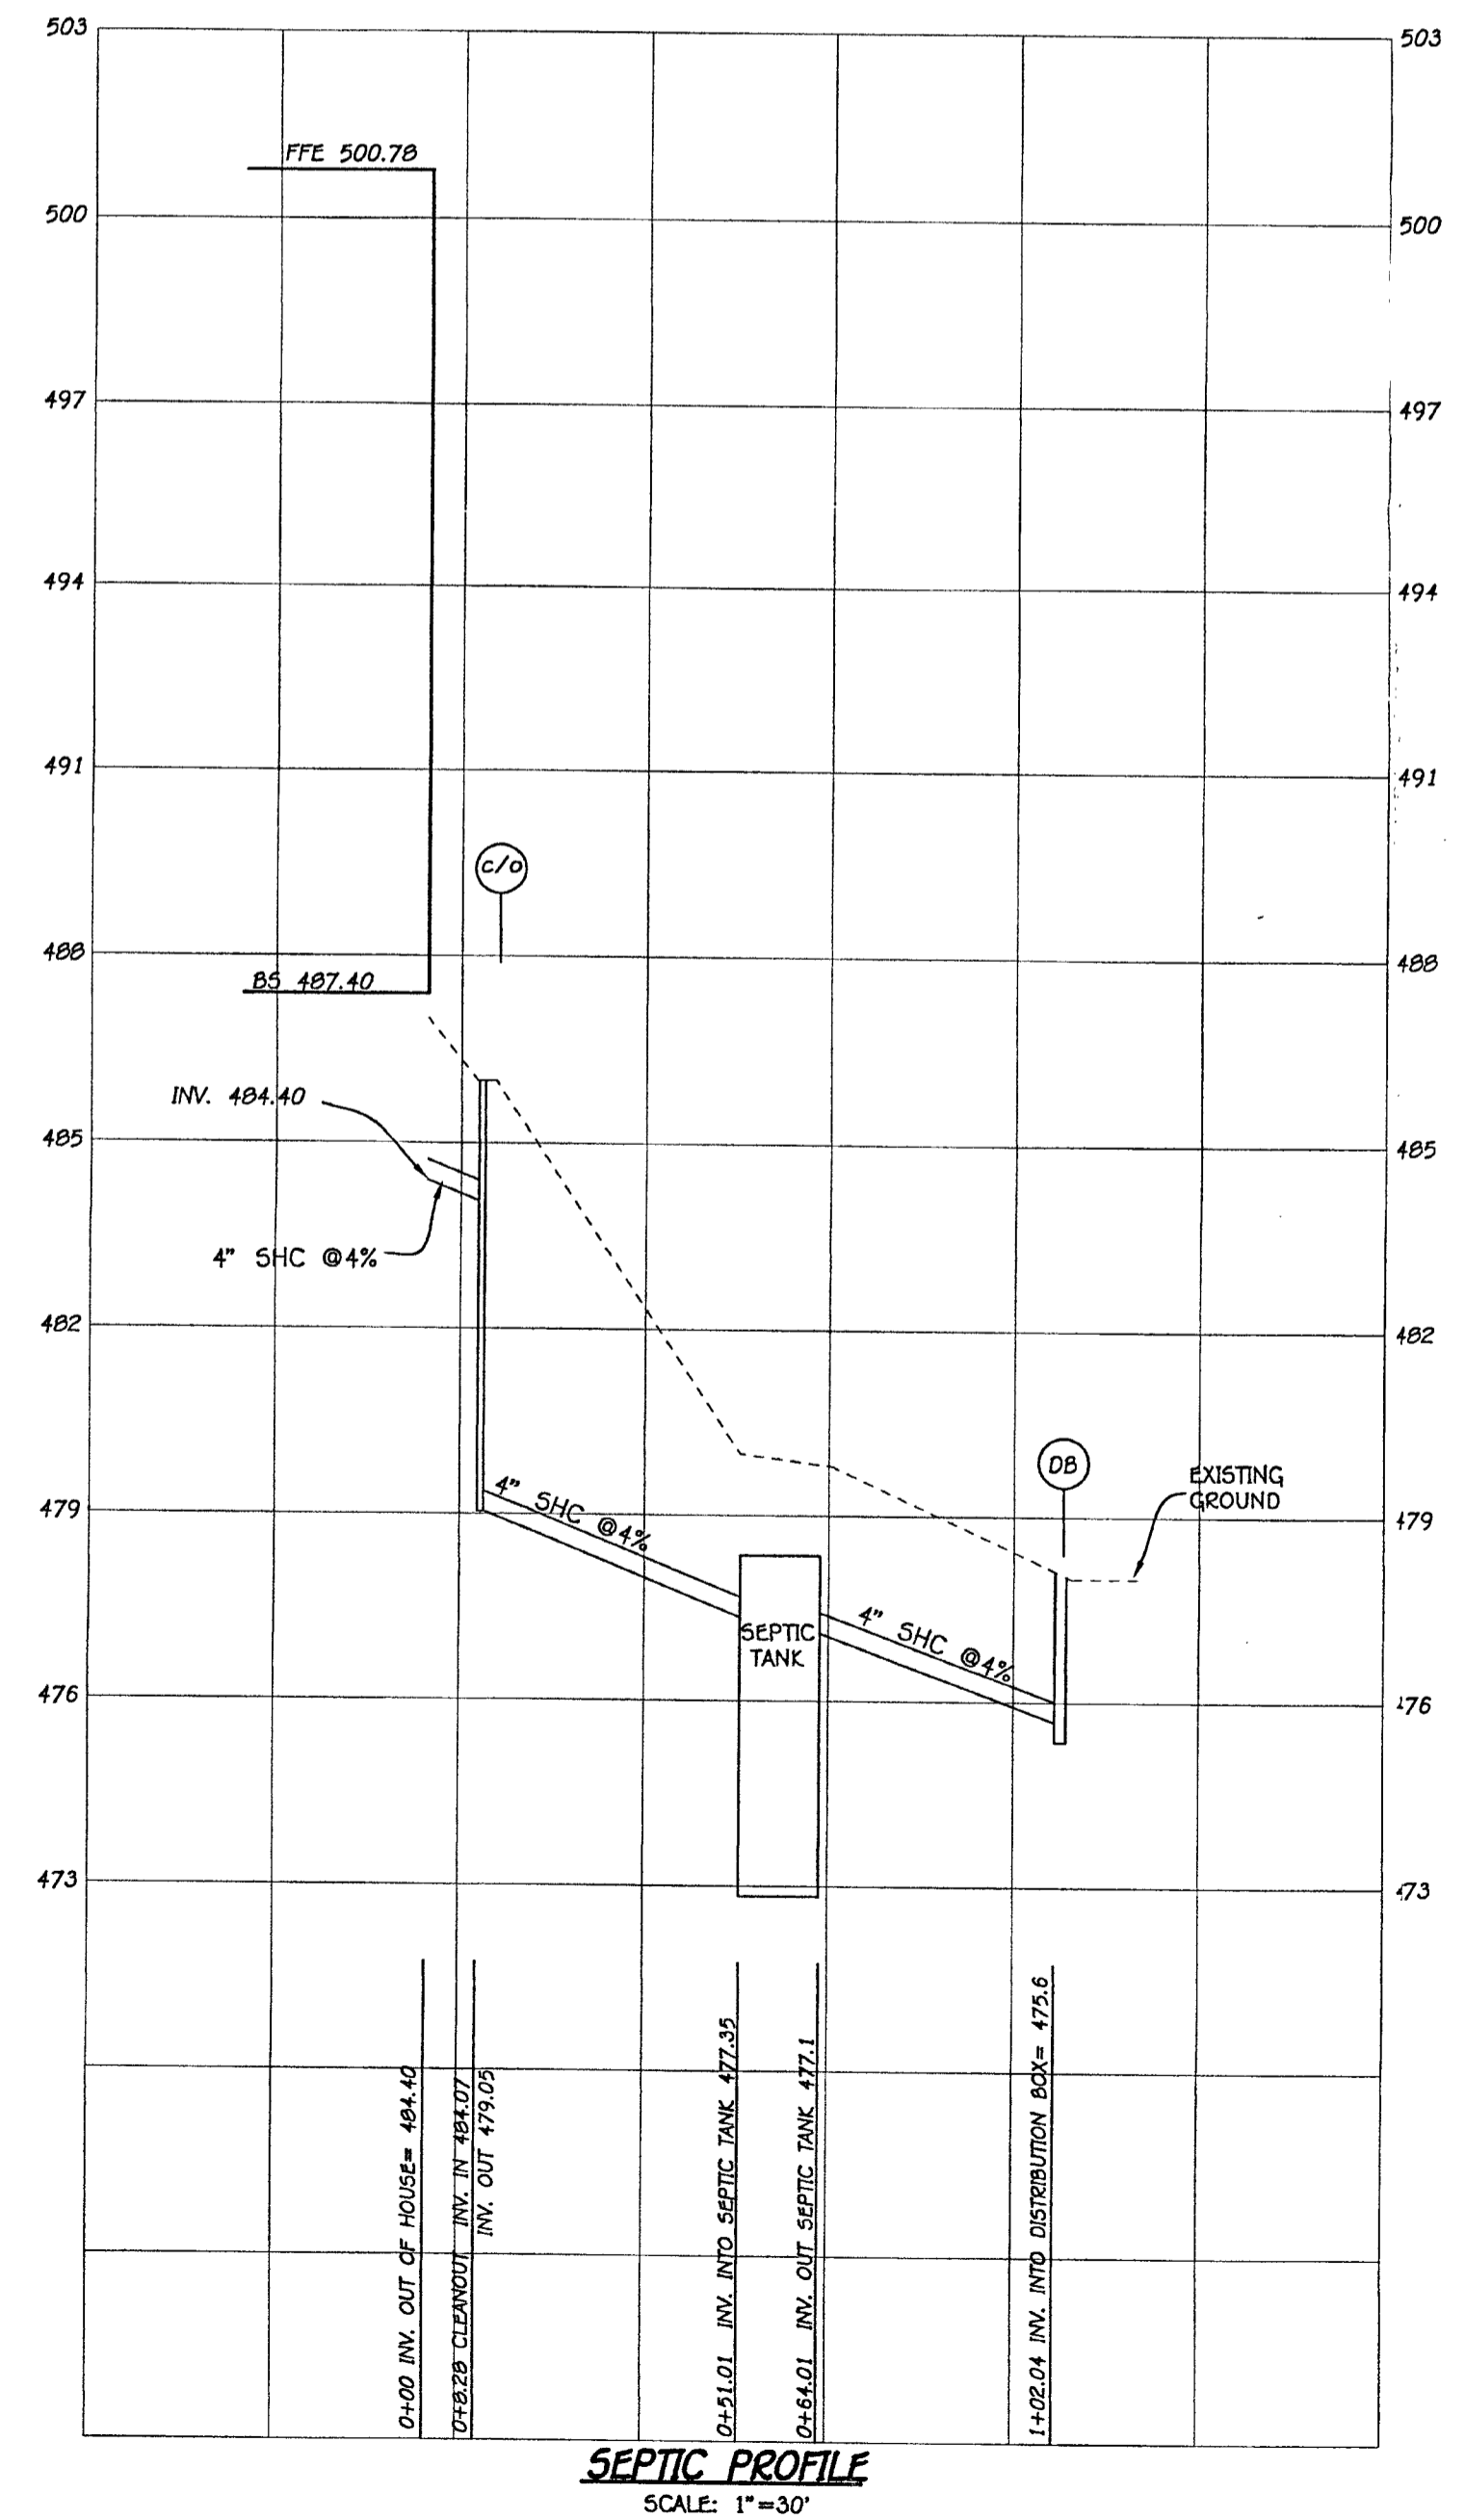 503
503
FFE 500.78
500
500
497
497
494
494
491
491
C/O
488
488
BS 487.40
INV. 484.40
485
485
4" SHC @4%
482
482
DB
EXISTING
GROUND
4" SHC @4%
479
479
SEPTIC
TANK
4" SHC @4%
476
476
473
473
0+00 INV. OUT OF HOUSE= 484.40
0+8.28 CLEANOUT INV. IN 484.07
INV. OUT 479.05
0+51.01 INV. INTO SEPTIC TANK 477.35
0+64.01 INV. OUT SEPTIC TANK 477.1
1+02.04 INV. INTO DISTRIBUTION BOX= 475.6
SEPTIC PROFILE
SCALE: 1"=30'